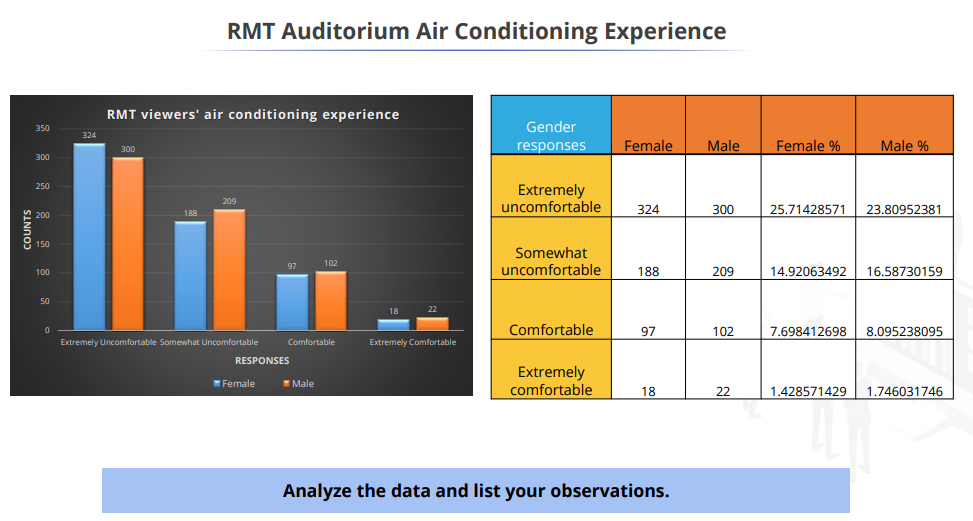 RMT Auditorium Air Conditioning Experience
RMT viewers' air conditioning experience
COUNTS
350
300
250
200
150
100
50
0
324
300
188
209
97
102
18
22
Extremely Uncomfortable
Somewhat Uncomfortable
Comfortable
Extremely Comfortable
RESPONSES
Female
Male
Gender
responses
Female
Male
Female %
Male %
Extremely
uncomfortable
324
300
25.71428571
23.80952381
Somewhat
uncomfortable
188
209
14.92063492
16.58730159
Comfortable
97
102
7.698412698
8.095238095
Extremely
comfortable
18
22
1.428571429
1.746031746
Analyze the data and list your observations.